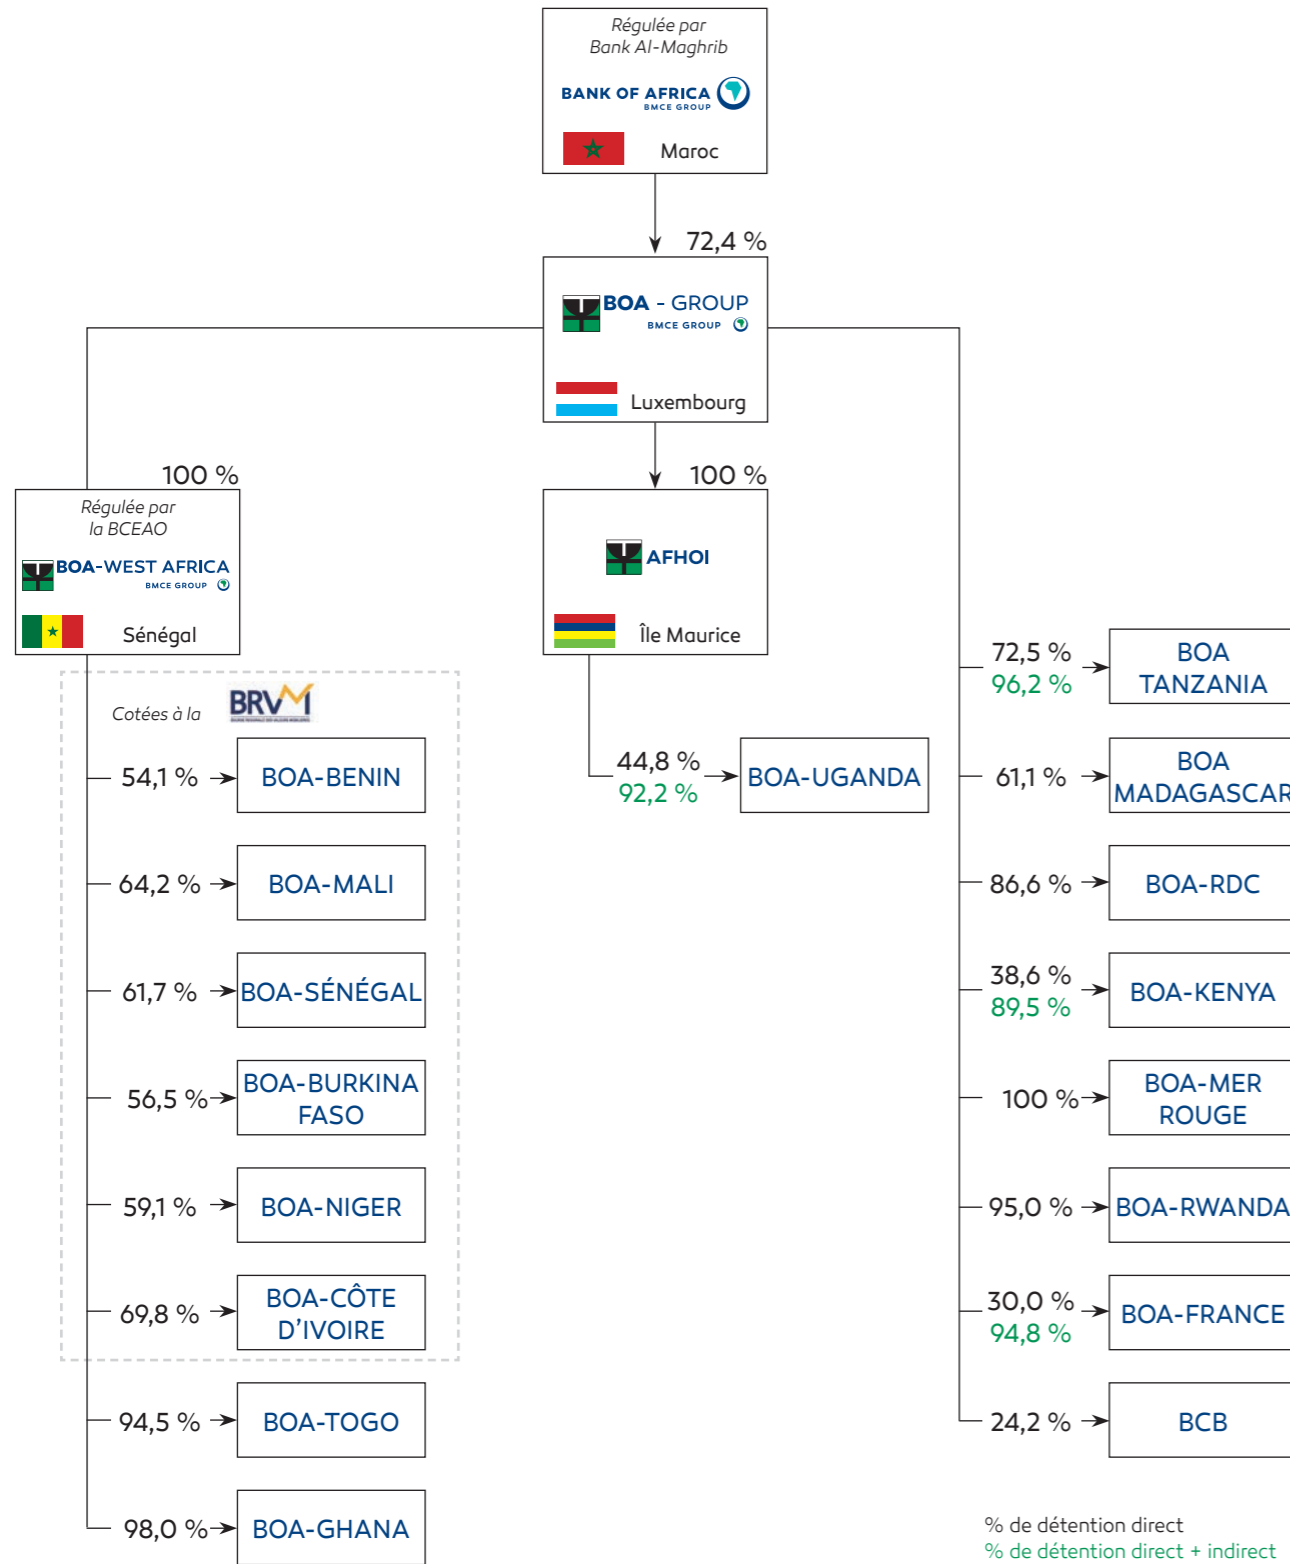 Régulée par
Bank Al-Maghrib
BANK OF AFRICA
BMCE GROUP
Maroc
72,4 %
BOA - GROUP
BMCE GROUP
Luxembourg
100 %
Régulée par
la BCEAO
BOA-WEST AFRICA
BMCE GROUP
Sénégal
100 %
AFHOI
Île Maurice
Cotées à la
BRVM
54,1 %
BOA-BENIN
64,2 %
BOA-MALI
61,7 %
BOA-SÉNÉGAL
56,5 %
BOA-BURKINA
FASO
59,1 %
BOA-NIGER
69,8 %
BOA-CÔTE
D'IVOIRE
94,5 %
BOA-TOGO
98,0 %
BOA-GHANA
44,8 %
92,2 %
BOA-UGANDA
72,5 %
96,2 %
BOA
TANZANIA
61,1 %
BOA
MADAGASCAR
86,6 %
BOA-RDC
38,6 %
89,5 %
BOA-KENYA
100 %
BOA-MER
ROUGE
95,0 %
BOA-RWANDA
30,0 %
94,8 %
BOA-FRANCE
24,2 %
BCB
% de détention direct
% de détention direct + indirect